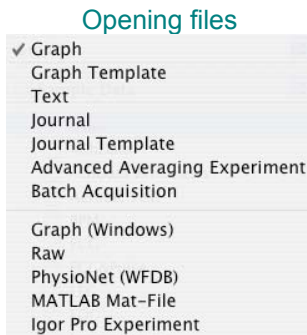 Opening files
✓ Graph
Graph Template
Text
Journal
Journal Template
Advanced Averaging Experiment
Batch Acquisition
Graph (Windows)
Raw
PhysioNet (WFDB)
MATLAB Mat-File
Igor Pro Experiment